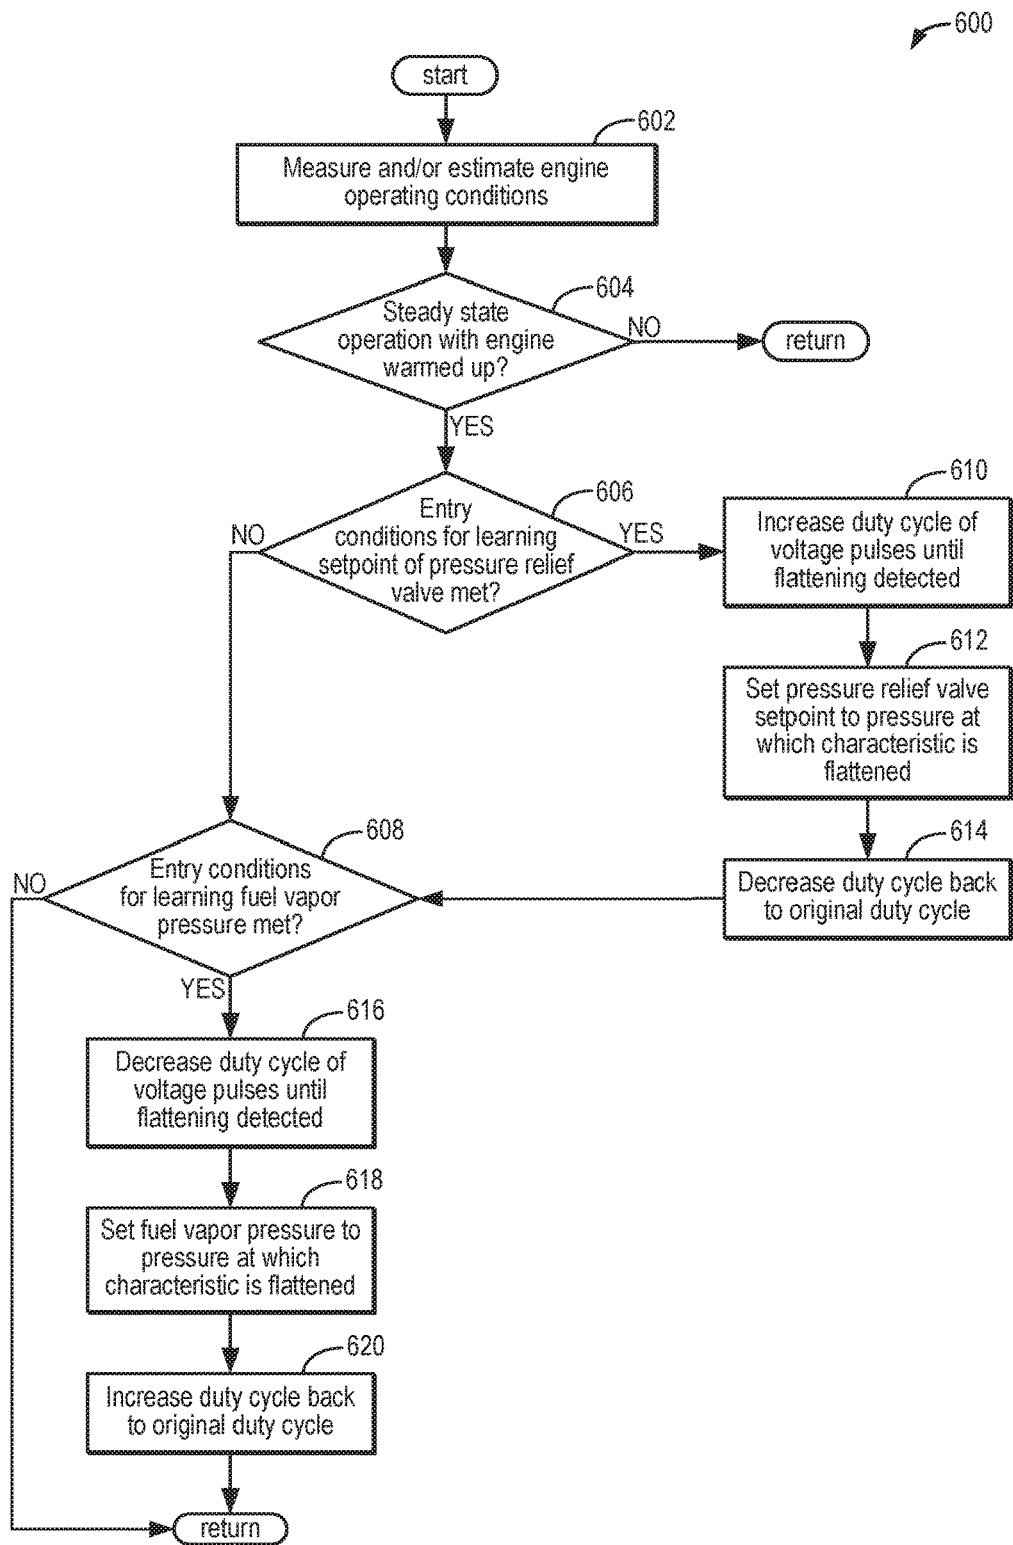 600
start
602
Measure and/or estimate engine
operating conditions
604
Steady state
operation with engine
warmed up?
NO
return
YES
606
Entry
conditions for learning
setpoint of pressure relief
valve met?
NO
YES
610
Increase duty cycle of
voltage pulses until
flattening detected
612
Set pressure relief valve
setpoint to pressure at
which characteristic is
flattened
614
Decrease duty cycle back
to original duty cycle
608
Entry conditions
for learning fuel vapor
pressure met?
NO
YES
616
Decrease duty cycle of
voltage pulses until
flattening detected
618
Set fuel vapor pressure to
pressure at which
characteristic is flattened
620
Increase duty cycle back
to original duty cycle
return